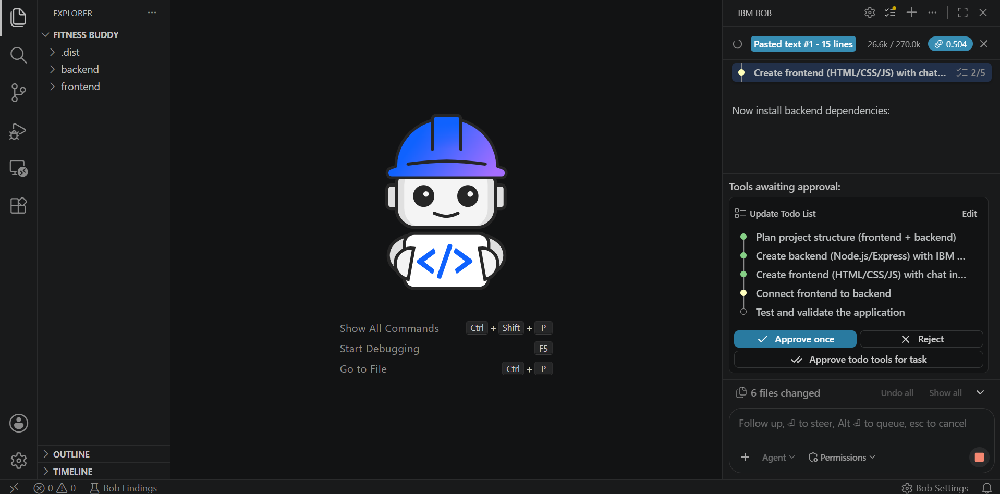 EXPLORER
FITNESS BUDDY
.dist
backend
frontend
OUTLINE
TIMELINE
</>
Show All Commands Ctrl + Shift + P
Start Debugging F5
Go to File Ctrl + P
IBM BOB
Pasted text #1 - 15 lines 26.6k / 270.0k 0.504
Create frontend (HTML/CSS/JS) with chat... 2/5
Now install backend dependencies:
Tools awaiting approval:
Update Todo List Edit
Plan project structure (frontend + backend)
Create backend (Node.js/Express) with IBM ...
Create frontend (HTML/CSS/JS) with chat in...
Connect frontend to backend
Test and validate the application
Approve once Reject
Approve todo tools for task
6 files changed Undo all Show all
Follow up, ⏎ to steer, Alt ⏎ to queue, esc to cancel
Agent Permissions
0 0 Bob Findings Bob Settings